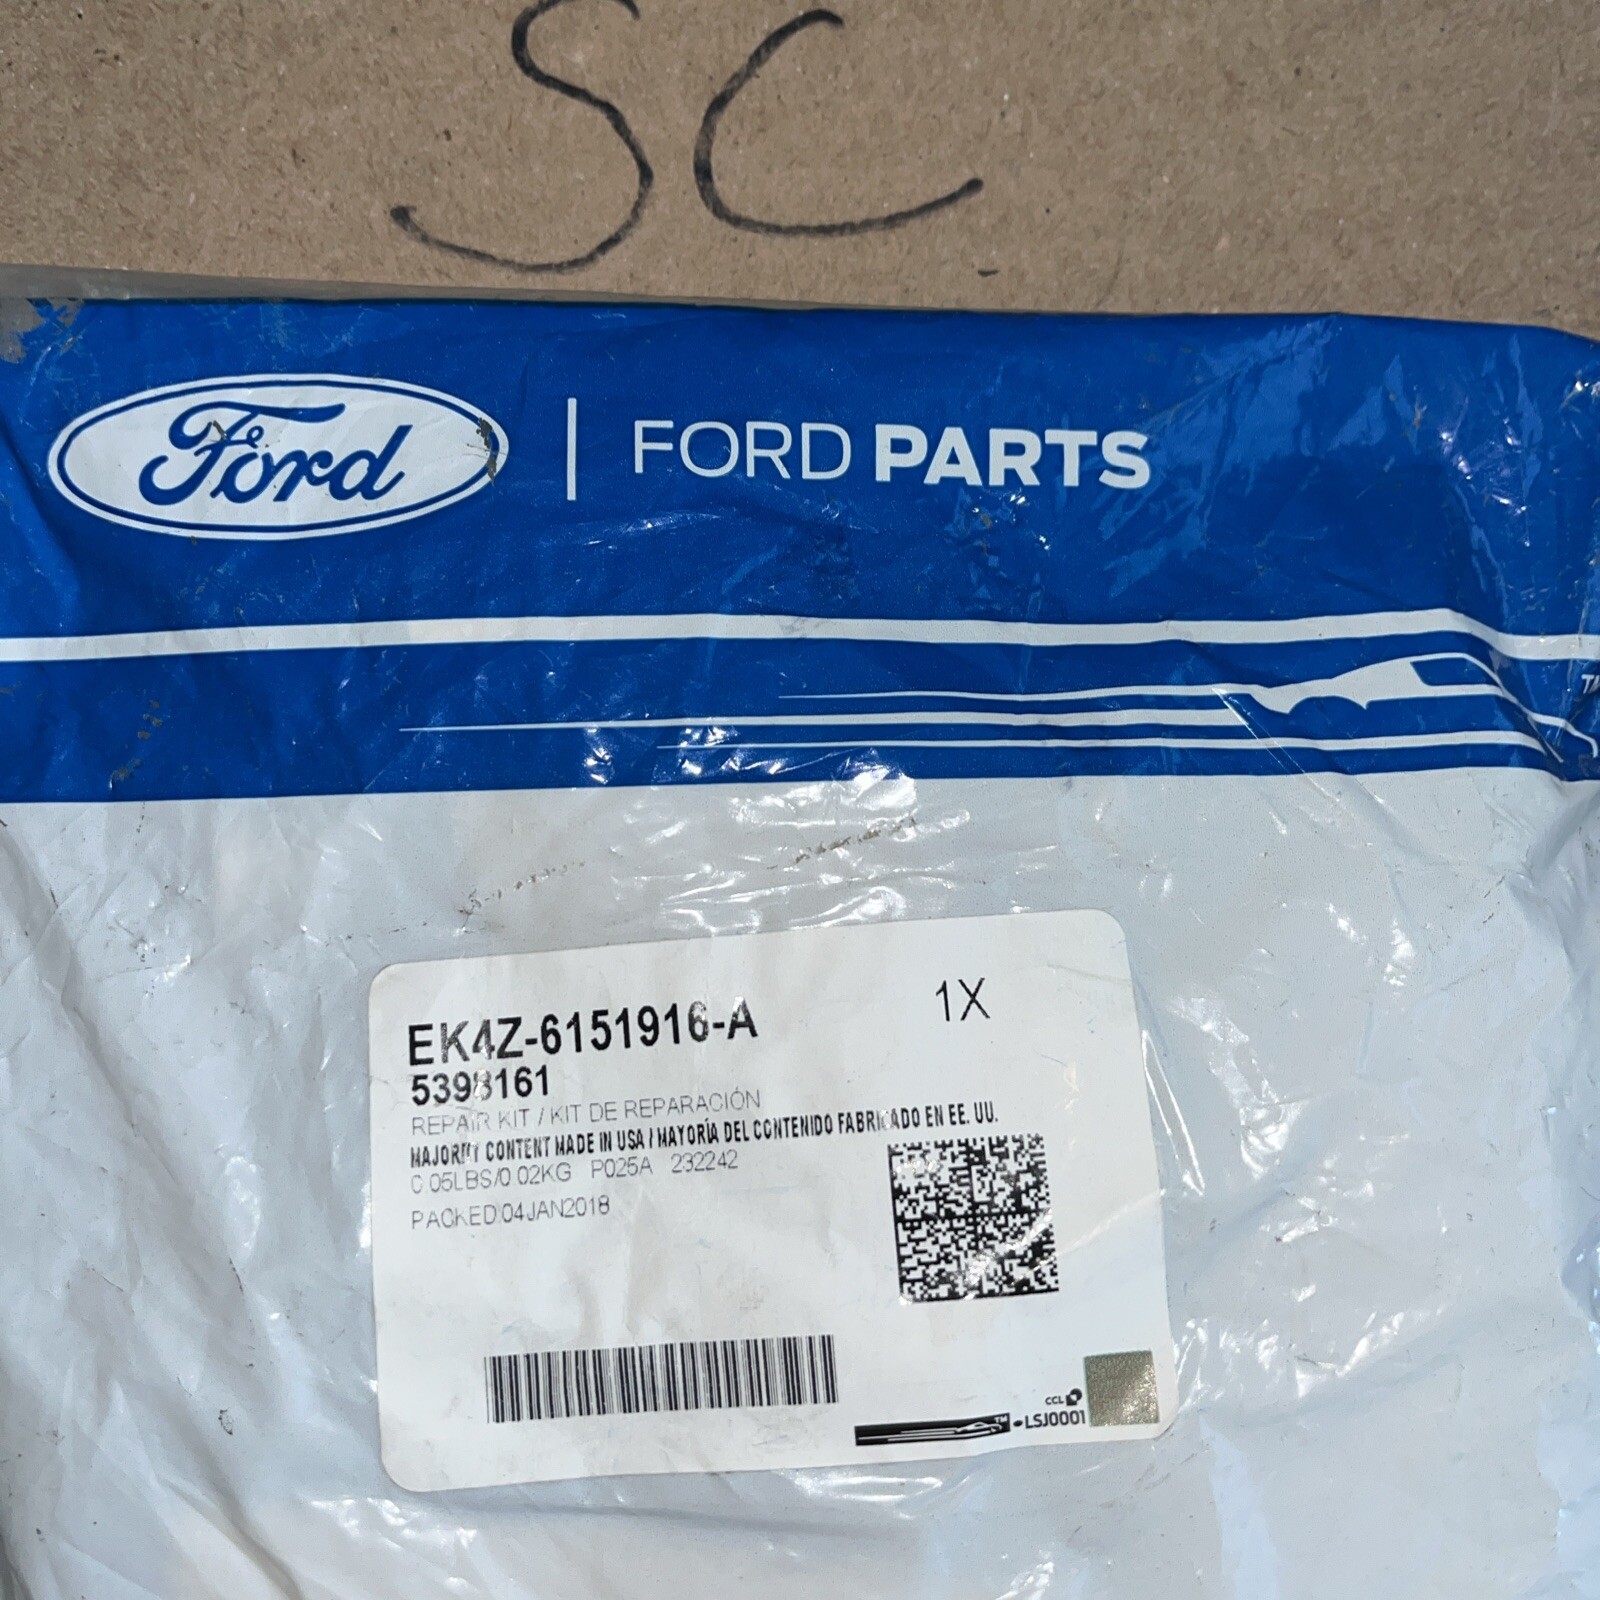 SC
Ford | FORD PARTS
EK4Z-6151916-A 1X
5398161
REPAIR KIT / KIT DE REPARACIÓN
MAJORITY CONTENT MADE IN USA / MAYORÍA DEL CONTENIDO FABRICADO EN EE. UU.
0.05LBS/0.02KG P025A 232242
PACKED:04JAN2018
CCL
TM •LSJ0001